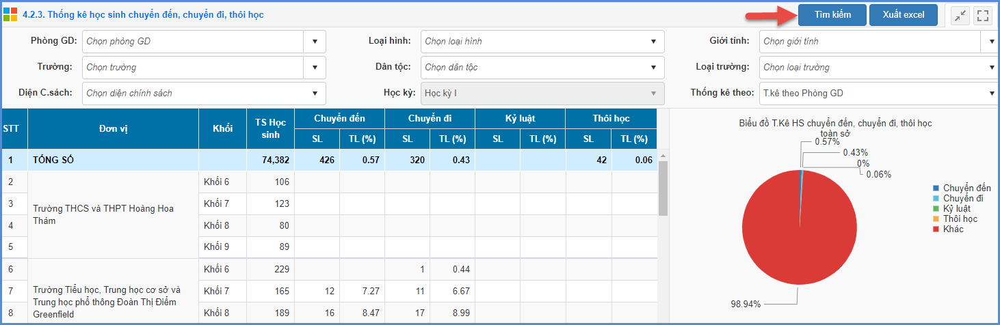 4.2.3. Thống kê học sinh chuyển đến, chuyển đi, thôi học
Tìm kiếm Xuất excel
Phòng GD: Chọn phòng GD Loại hình: Chọn loại hình Giới tính: Chọn giới tính
Trường: Chọn trường Dân tộc: Chọn dân tộc Loại trường: Chọn loại trường
Diện C.sách: Chọn diện chính sách Học kỳ: Học kỳ I Thống kê theo: T.kê theo Phòng GD
STT Đơn vị Khối TS Học sinh Chuyển đến Chuyển đi Kỷ luật Thôi học
SL TL (%) SL TL (%) SL TL (%) SL TL (%)
1 TỔNG SỐ 74,382 426 0.57 320 0.43 42 0.06
2 Khối 6 106
3 Khối 7 123
Trường THCS và THPT Hoàng Hoa
Thám
4 Khối 8 80
5 Khối 9 89
6 Khối 6 229 1 0.44
7 Trường Tiểu học, Trung học cơ sở và Khối 7 165 12 7.27 11 6.67
Trung học phổ thông Đoàn Thị Điểm
8 Greenfield Khối 8 189 16 8.47 17 8.99
Biểu đồ T.Kê HS chuyển đến, chuyển đi, thôi học
toàn sở
0.57%
0.43%
0%
0.06%
98.94%
Chuyển đến
Chuyển đi
Kỷ luật
Thôi học
Khác